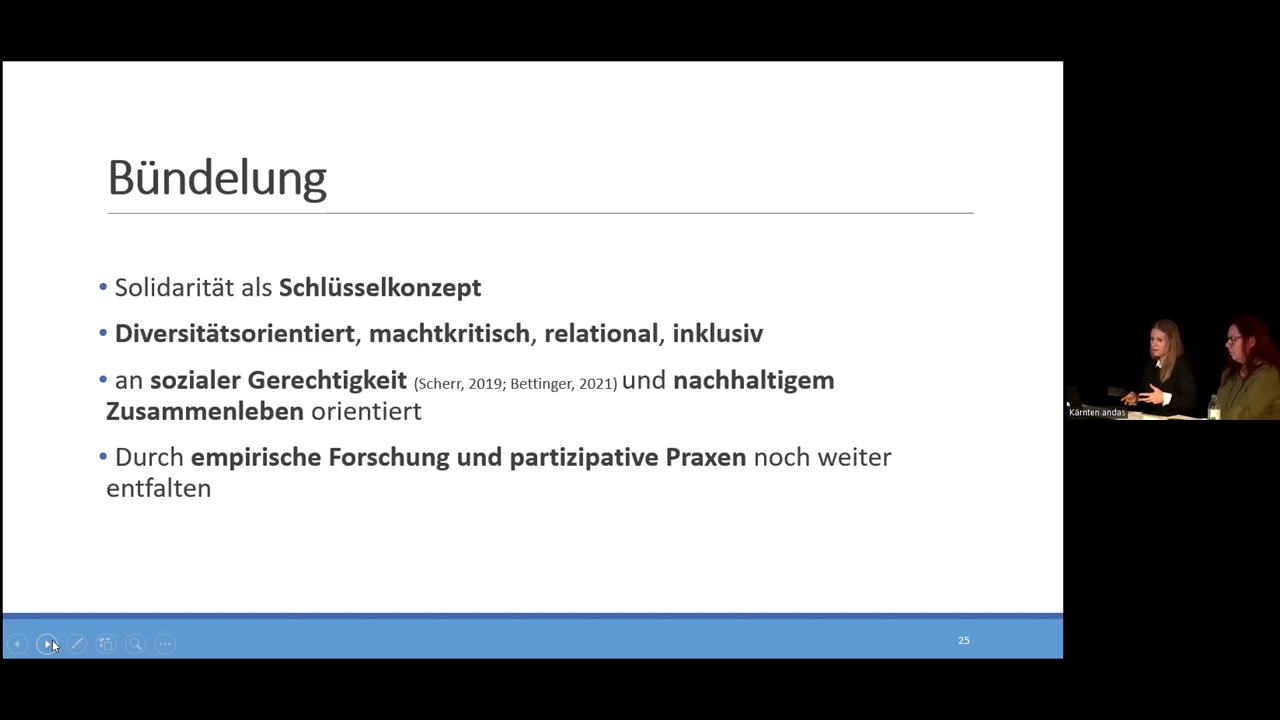 Bündelung
• Solidarität als Schlüsselkonzept
• Diversitätsorientiert, machtkritisch, relational, inklusiv
• an sozialer Gerechtigkeit (Scherr, 2019; Bettinger, 2021) und nachhaltigem
Zusammenleben orientiert
• Durch empirische Forschung und partizipative Praxen noch weiter
entfalten
25
Kärnten andas